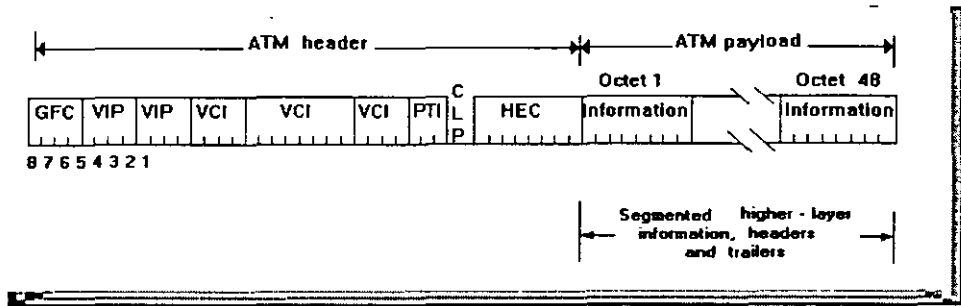 ATM header ATM payload
Octet 1 Octet 48
GFC VIP VIP VCI VCI VCI PTI CLP HEC Information Information
8 7 6 5 4 3 2 1
Segmented higher-layer
information, headers
and trailers